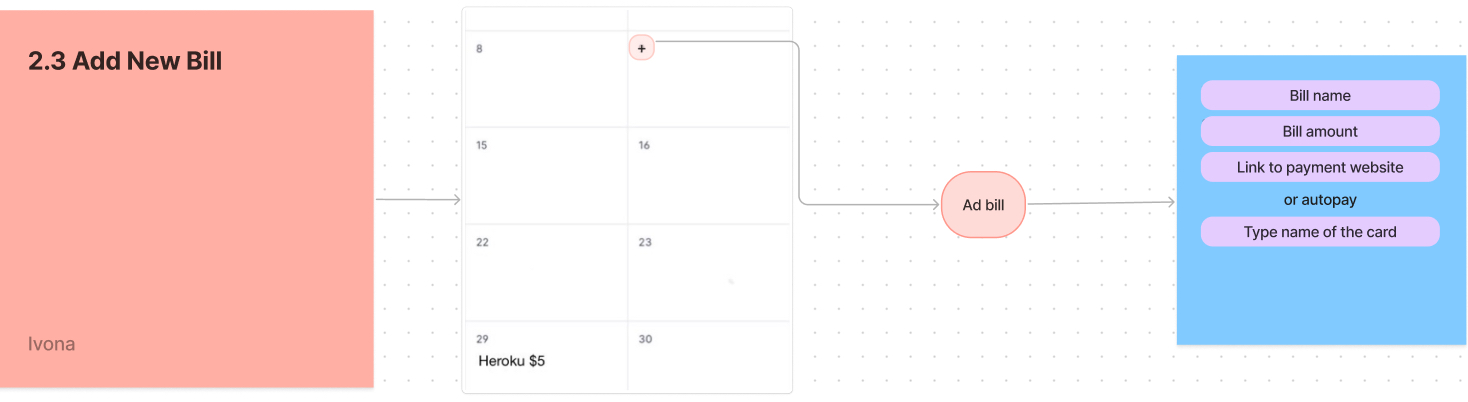 2.3 Add New Bill
Ivona
8
+
15
16
22
23
29
30
Heroku $5
Ad bill
Bill name
Bill amount
Link to payment website
or autopay
Type name of the card